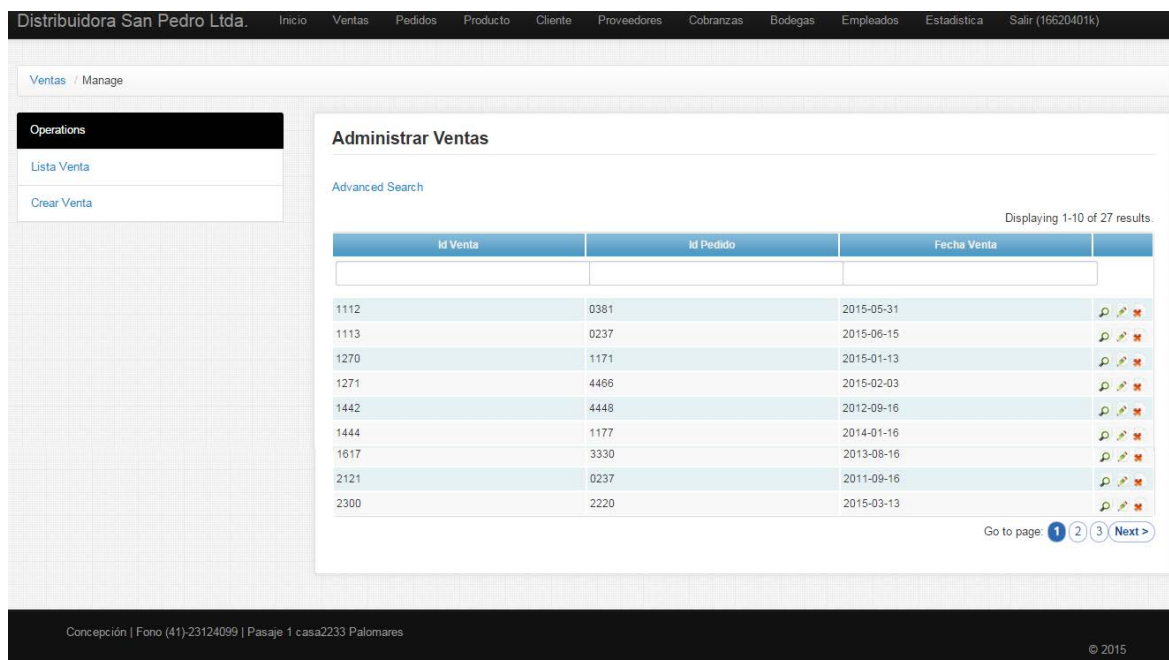 Distribuidora San Pedro Ltda. Inicio Ventas Pedidos Producto Cliente Proveedores Cobranzas Bodegas Empleados Estadistica Salir (16620401k)
Ventas / Manage
Operations
Lista Venta
Crear Venta
Administrar Ventas
Advanced Search
Displaying 1-10 of 27 results.
Id Venta Id Pedido Fecha Venta
1112 0381 2015-05-31
1113 0237 2015-06-15
1270 1171 2015-01-13
1271 4466 2015-02-03
1442 4448 2012-09-16
1444 1177 2014-01-16
1617 3330 2013-08-16
2121 0237 2011-09-16
2300 2220 2015-03-13
Go to page: 1 2 3 Next >
Concepción | Fono (41)-23124099 | Pasaje 1 casa2233 Palomares
© 2015